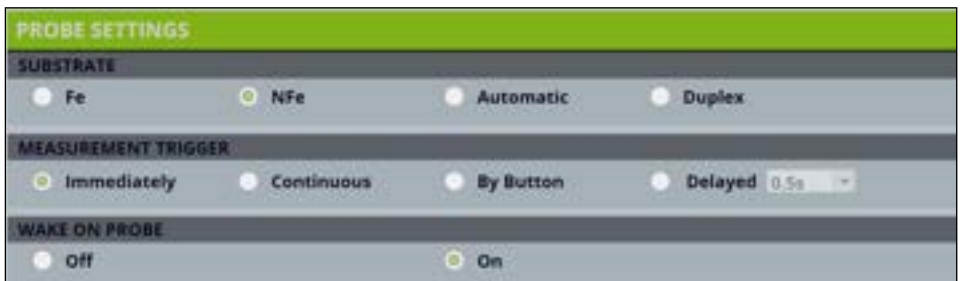 PROBE SETTINGS
SUBSTRATE
Fe NFe Automatic Duplex
MEASUREMENT TRIGGER
Immediately Continuous By Button Delayed 0.5s
WAKE ON PROBE
Off On